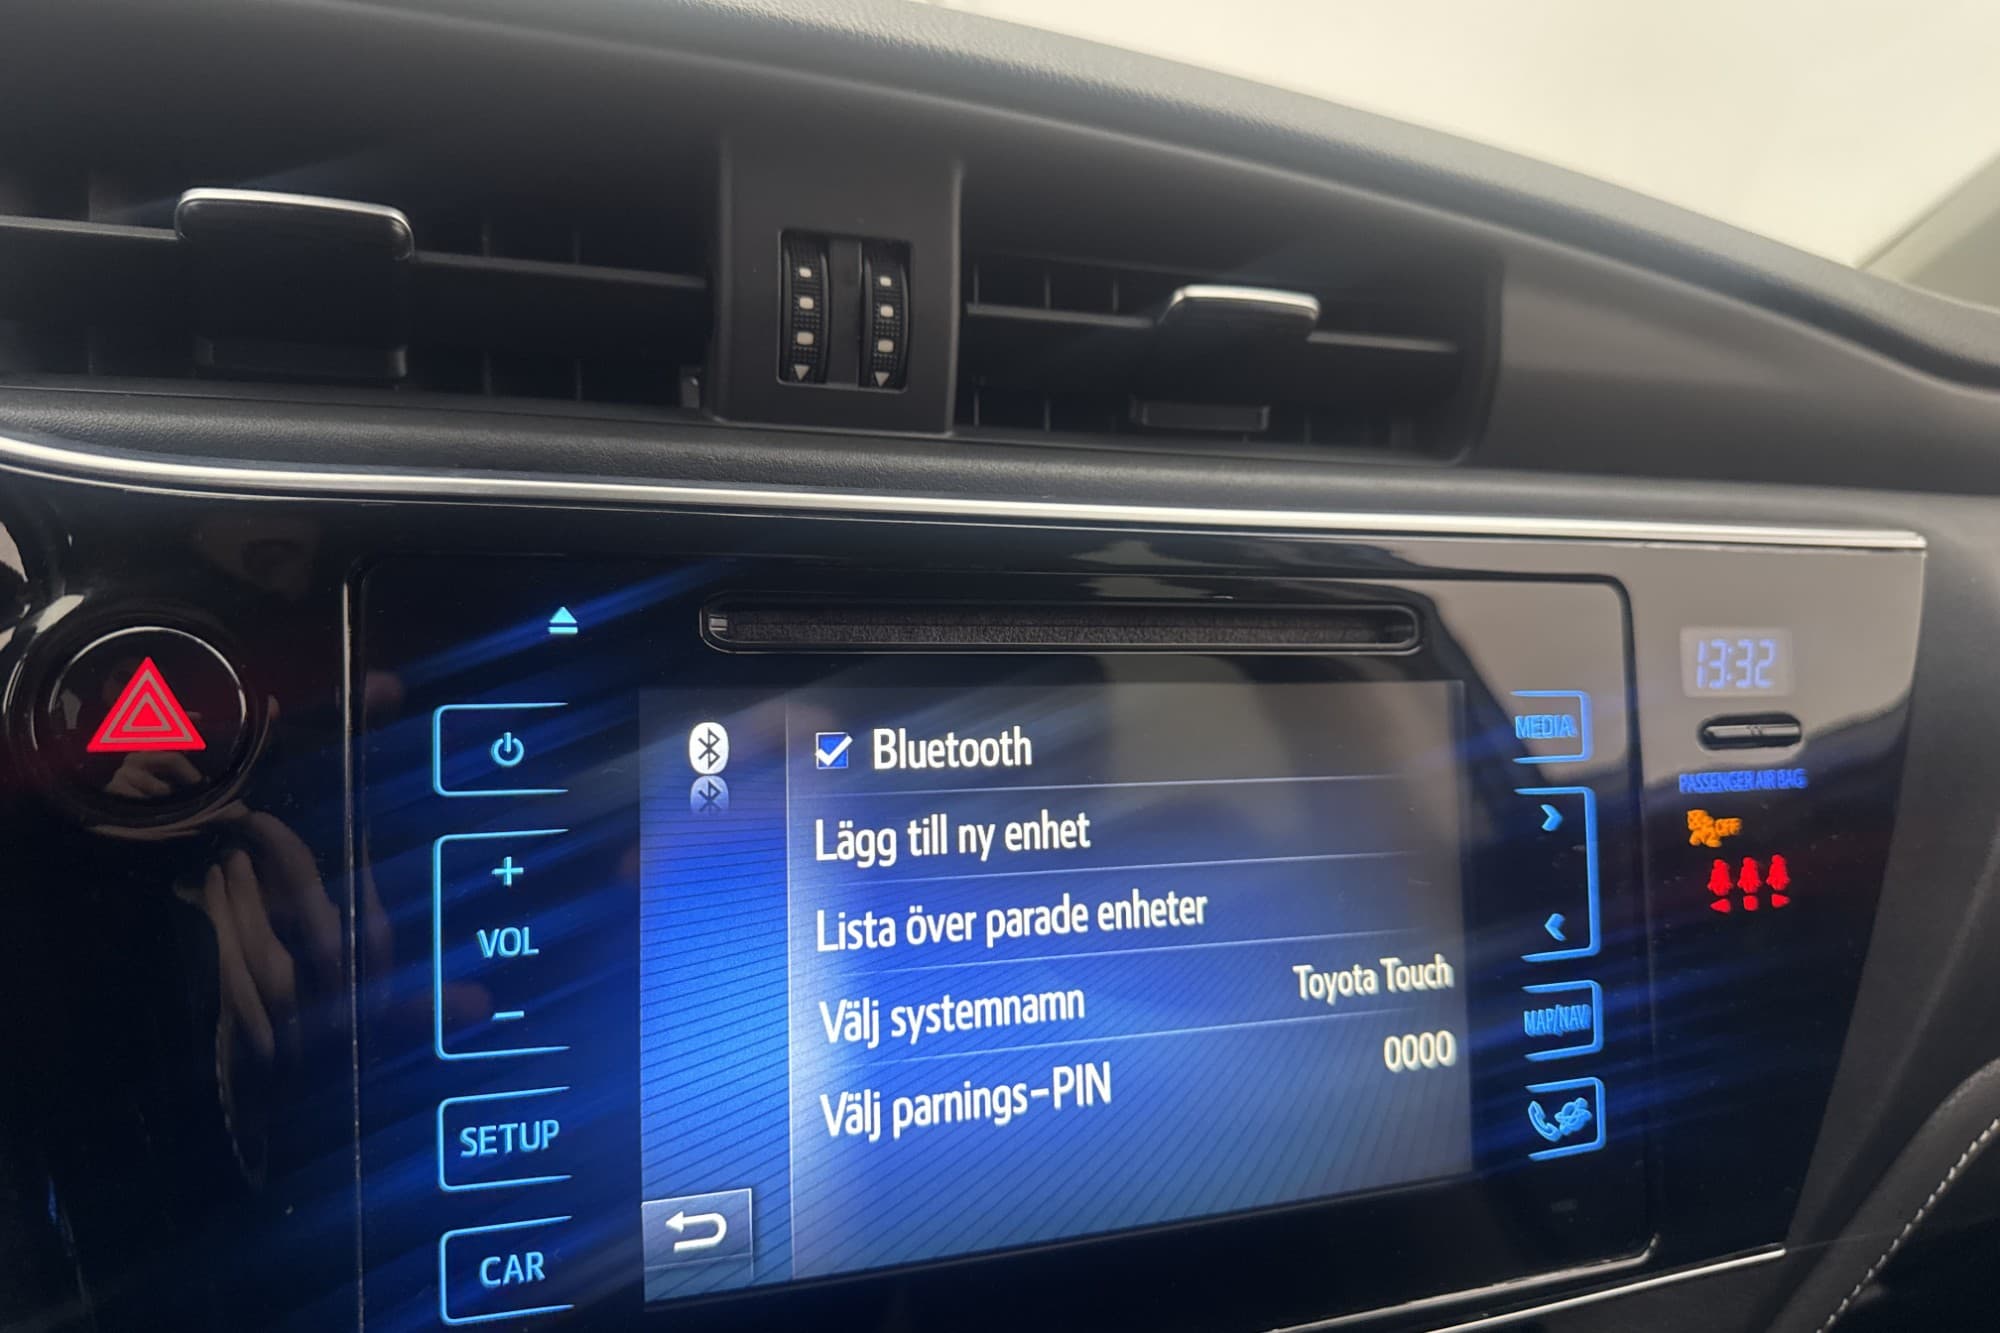 13:32
MEDIA
PASSENGER AIR BAG
OFF
VOL
SETUP
CAR
Bluetooth
Lägg till ny enhet
Lista över parade enheter
Välj systemnamn Toyota Touch
Välj parnings-PIN 0000
MAP/NAV